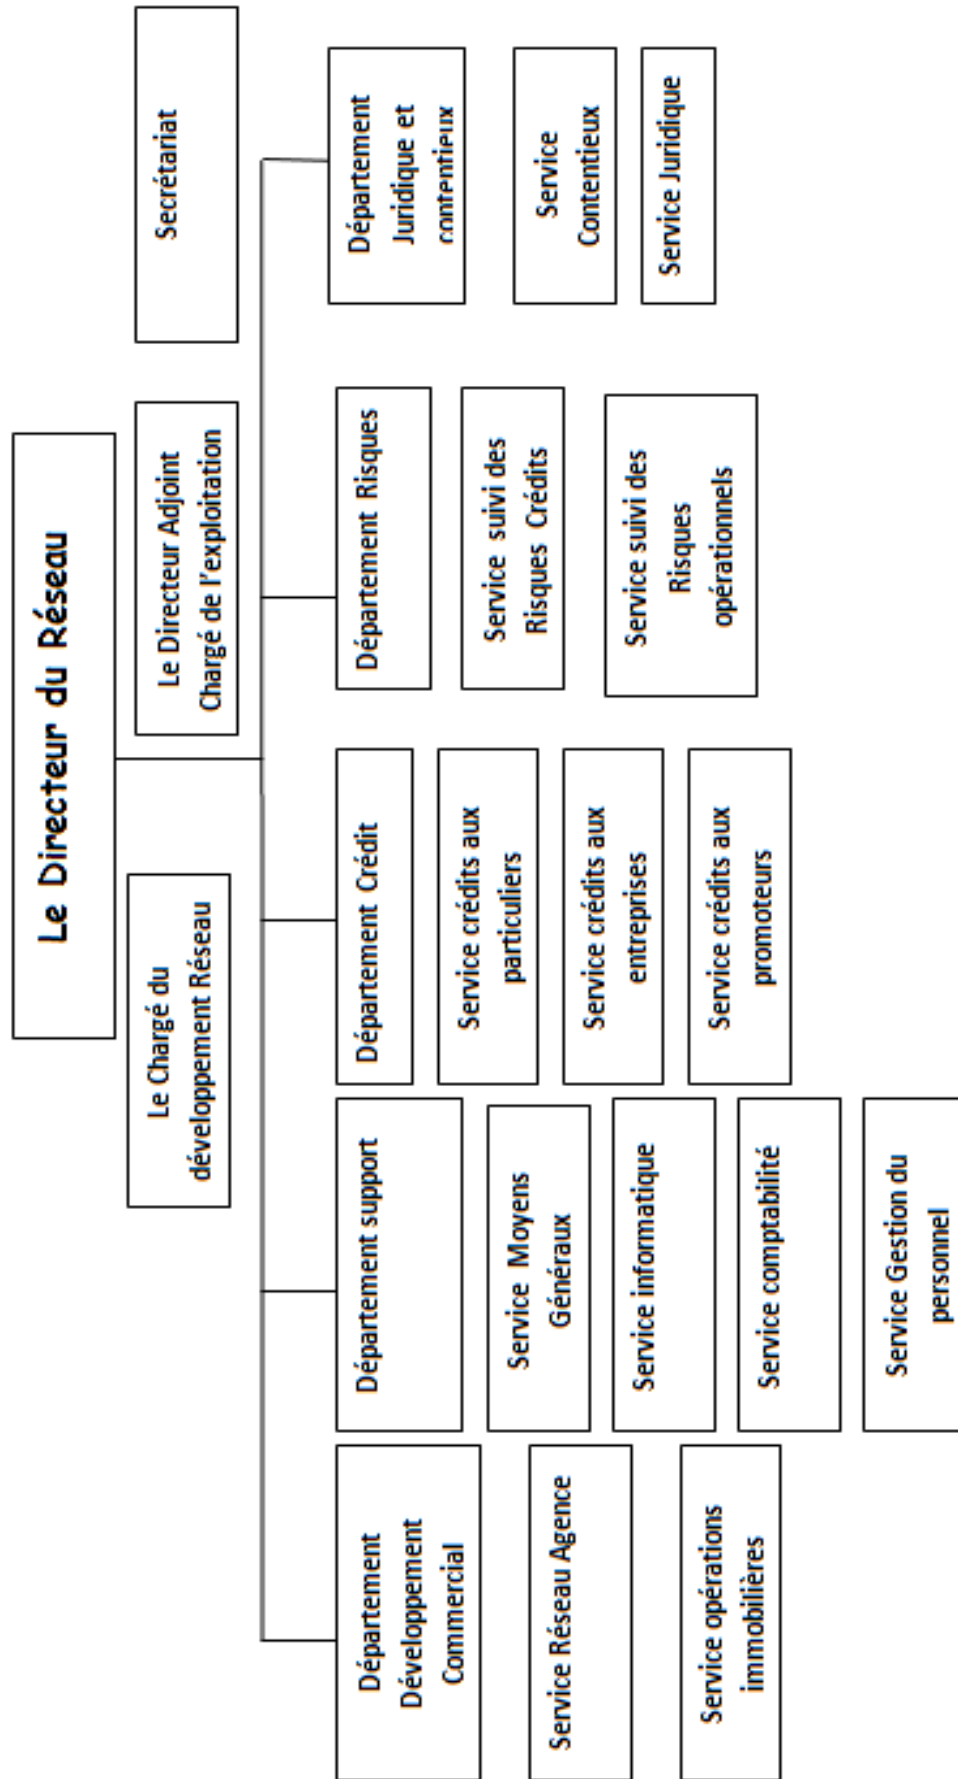 Le Directeur du Réseau
Le Chargé du
développement Réseau
Le Directeur Adjoint
Chargé de l'exploitation
Secrétariat
Département
Développement
Commercial
Service Réseau Agence
Service opérations
immobilières
Département support
Service Moyens
Généraux
Service informatique
Service comptabilité
Service Gestion du
personnel
Département Crédit
Service crédits aux
particuliers
Service crédits aux
entreprises
Service crédits aux
promoteurs
Département Risques
Service suivi des
Risques Crédits
Service suivi des
Risques
opérationnels
Département
Juridique et
contentieux
Service
Contentieux
Service Juridique